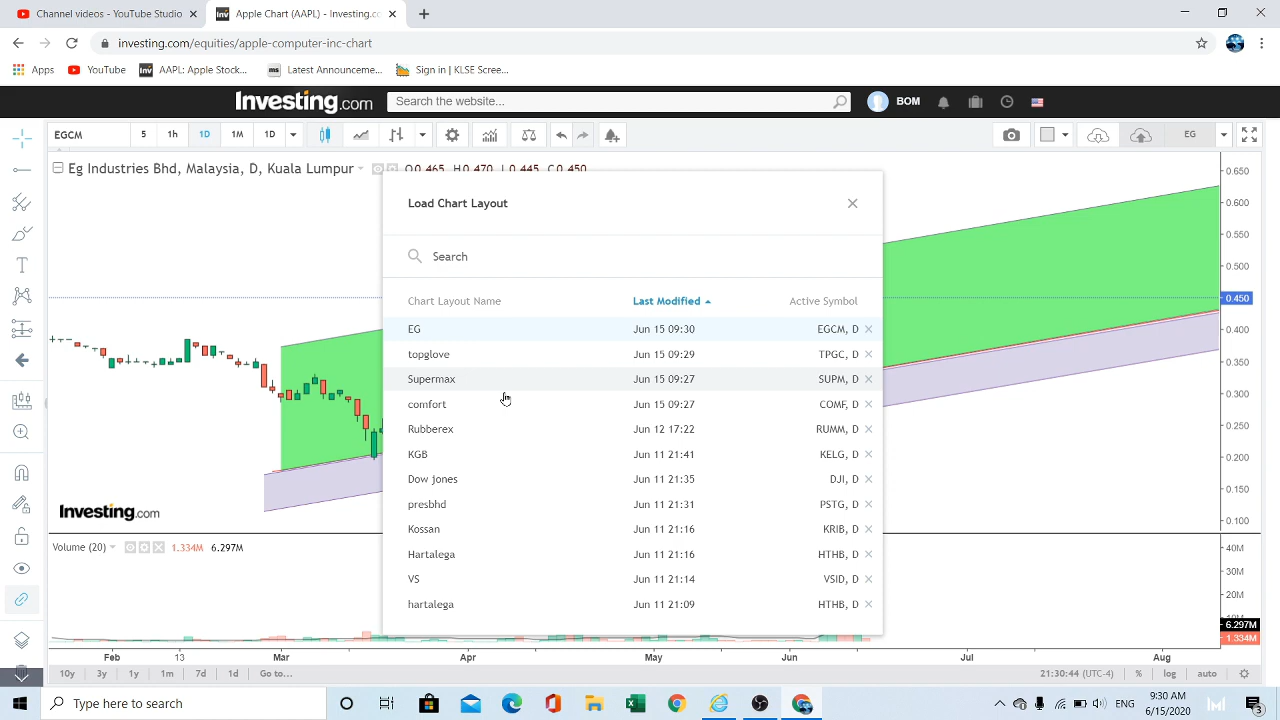 Channel videos - YouTube Studio
Apple Chart (AAPL) - Investing.co
investing.com/equities/apple-computer-inc-chart
Apps YouTube AAPL: Apple Stock... Latest Announceme... Sign in | KLSE Scree...
Investing.com Search the website... BOM
EGCM 5 1h 1D 1M 1D EG
Eg Industries Bhd, Malaysia, D, Kuala Lumpur O 0.465 H 0.470 L 0.445 C 0.450
Load Chart Layout
Search
Chart Layout Name Last Modified Active Symbol
EG Jun 15 09:30 EGCM, D
topglove Jun 15 09:29 TPGC, D
Supermax Jun 15 09:27 SUPM, D
comfort Jun 15 09:27 COMF, D
Rubberex Jun 12 17:22 RUMM, D
KGB Jun 11 21:41 KELG, D
Dow jones Jun 11 21:35 DJI, D
presbhd Jun 11 21:31 PSTG, D
Kossan Jun 11 21:16 KRIB, D
Hartalega Jun 11 21:16 HTHB, D
VS Jun 11 21:14 VSID, D
hartalega Jun 11 21:09 HTHB, D
0.650
0.600
0.550
0.500
0.450
0.400
0.350
0.300
0.250
0.200
0.150
0.100
Investing.com
Volume (20) 1.334M 6.297M
40M
30M
20M
6.297M
1.334M
Feb 13 Mar Apr May Jun Jul Aug
10y 3y 1y 1m 7d 1d Go to... 21:30:44 (UTC-4) % log auto
Type here to search
ENG
9:30 AM
6/15/2020
3